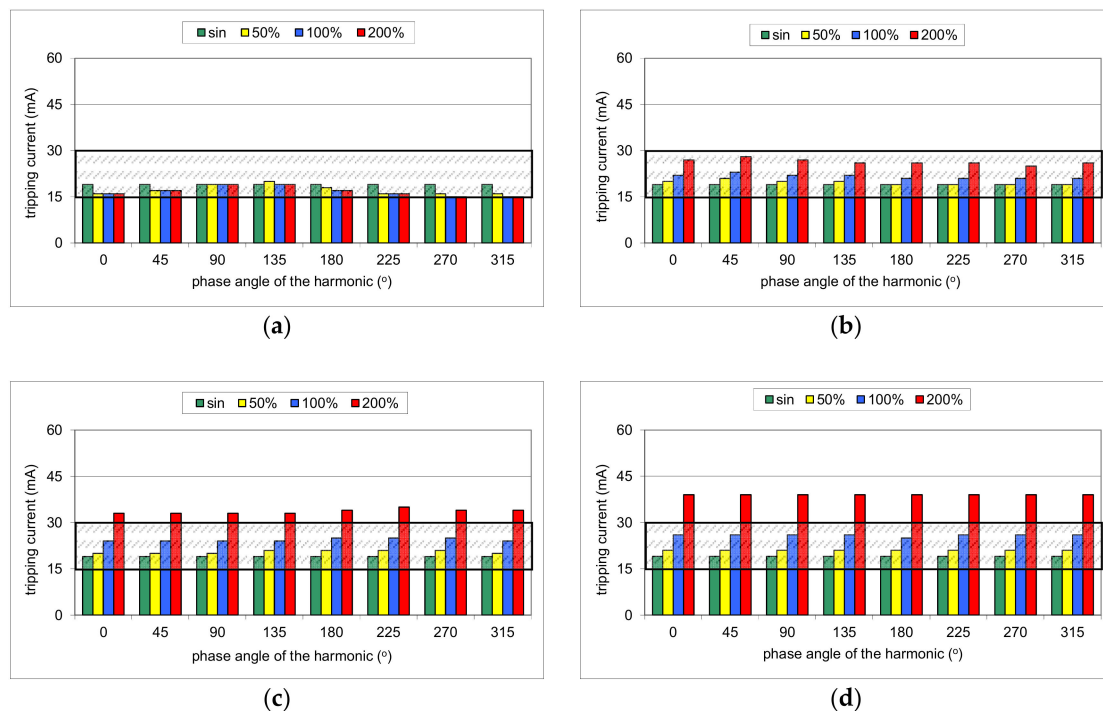 sin 50% 100% 200%
60
45
30
15
0
tripping current (mA)
0 45 90 135 180 225 270 315
phase angle of the harmonic (o)
(a)
sin 50% 100% 200%
60
45
30
15
0
tripping current (mA)
0 45 90 135 180 225 270 315
phase angle of the harmonic (o)
(b)
sin 50% 100% 200%
60
45
30
15
0
tripping current (mA)
0 45 90 135 180 225 270 315
phase angle of the harmonic (o)
(c)
sin 50% 100% 200%
60
45
30
15
0
tripping current (mA)
0 45 90 135 180 225 270 315
phase angle of the harmonic (o)
(d)